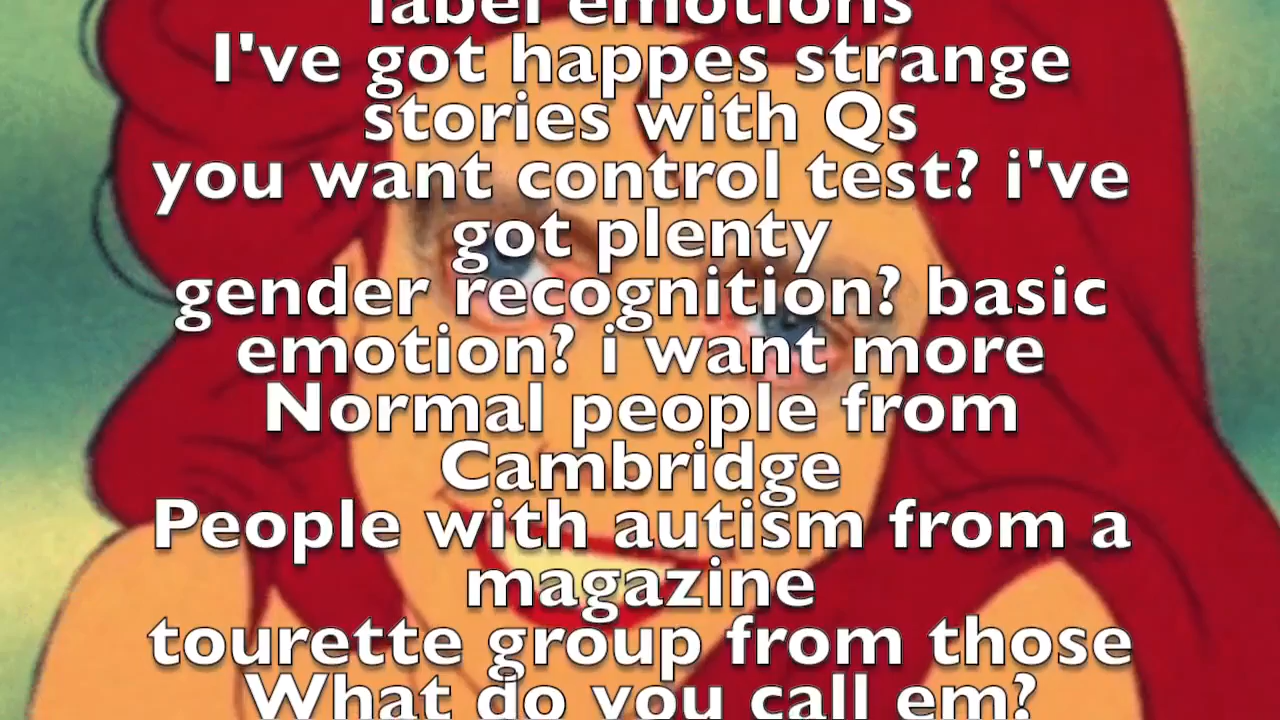 label emotions
I've got happes strange
stories with Qs
you want control test? i've
got plenty
gender recognition? basic
emotion? i want more
Normal people from
Cambridge
People with autism from a
magazine
tourette group from those
What do you call em?